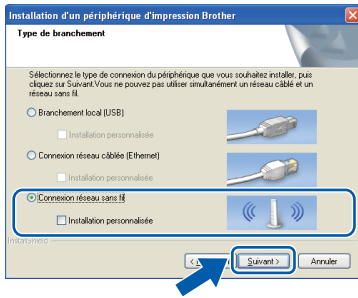 Installation d'un périphérique d'impression Brother
Type de branchement
Sélectionnez le type de connexion du périphérique que vous souhaitez installer, puis
cliquez sur Suivant.Vous ne pouvez pas utiliser simultanément un réseau câblé et un
réseau sans fil.
Branchement local (USB)
Installation personnalisée
Connexion réseau câblée (Ethernet)
Installation personnalisée
Connexion réseau sans fil
Installation personnalisée
InstallShield
< Suivant > Annuler